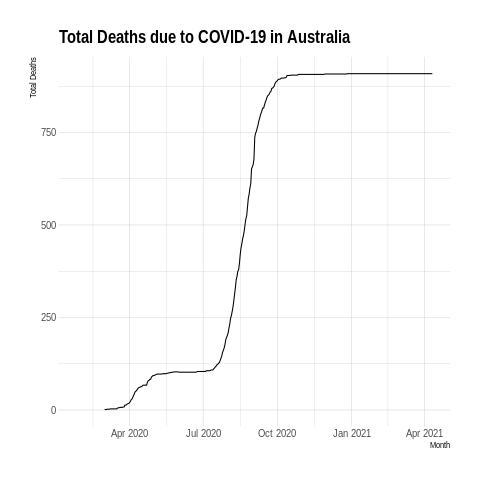 Total Deaths due to COVID-19 in Australia
Total Deaths
750
500
250
0
Apr 2020 Jul 2020 Oct 2020 Jan 2021 Apr 2021
Month